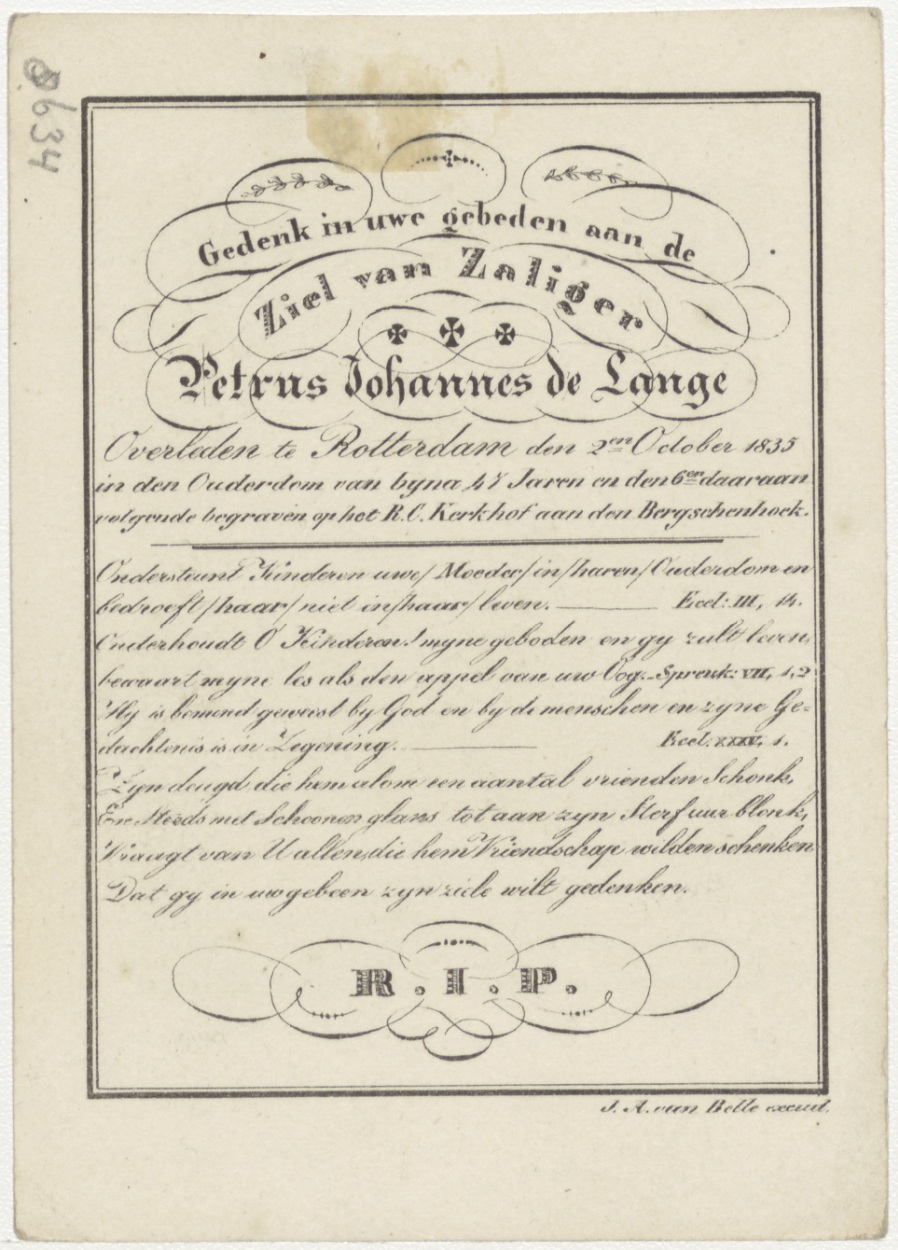 8634
Gedenk in uwe gebeden aan de
Ziel van Zaliger
Petrus Johannes de Lange
Overleden te Rotterdam den 2en October 1835
in den Ouderdom van byna 47 Jaren en den 6en daaraan
volgende begraven op het R.C. Kerkhof aan den Bergschenhoek.
Ondersteunt Kinderen uwe/Moeder/in/haren/Ouderdom en
bedroeft/haar/niet in/haar/leven. Eccl: III, 14.
Onderhoudt O Kinderen! myne geboden en gy zult leven,
bewaart myne les als den appel van uw Oog. Spreuk: VII, 1,2
Hy is bemind geweest by God en by de menschen en zyne Ge=
dachtenis is in Zegening. Eccl: XXXV, 1.
Zyn deugd die hem alom een aantal vrienden Schonk,
En Steeds met Schoonen glans tot aan zyn Sterf uur blonk,
Vraagt van U allen, die hem Vriendschap wilden schenken
Dat gy in uw gebeen zyn ziele wilt gedenken.
R.I.P.
J. A. van Belle excud.